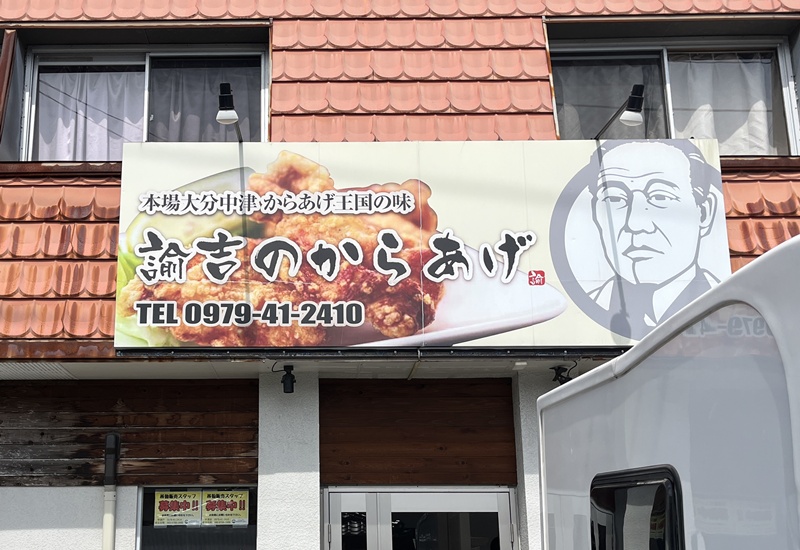 本場大分中津 からあげ王国の味
諭吉のからあげ
諭
TEL 0979-41-2410
募集中!!
募集中!!